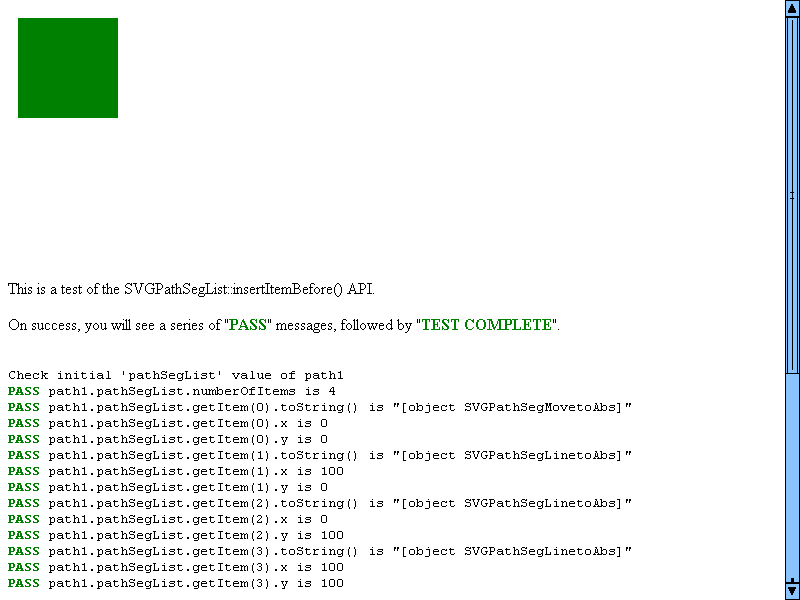 This is a test of the SVGPathSegList::insertItemBefore() API.
On success, you will see a series of "PASS" messages, followed by "TEST COMPLETE".
Check initial 'pathSegList' value of path1
PASS path1.pathSegList.numberOfItems is 4
PASS path1.pathSegList.getItem(0).toString() is "[object SVGPathSegMovetoAbs]"
PASS path1.pathSegList.getItem(0).x is 0
PASS path1.pathSegList.getItem(0).y is 0
PASS path1.pathSegList.getItem(1).toString() is "[object SVGPathSegLinetoAbs]"
PASS path1.pathSegList.getItem(1).x is 100
PASS path1.pathSegList.getItem(1).y is 0
PASS path1.pathSegList.getItem(2).toString() is "[object SVGPathSegLinetoAbs]"
PASS path1.pathSegList.getItem(2).x is 0
PASS path1.pathSegList.getItem(2).y is 100
PASS path1.pathSegList.getItem(3).toString() is "[object SVGPathSegLinetoAbs]"
PASS path1.pathSegList.getItem(3).x is 100
PASS path1.pathSegList.getItem(3).y is 100